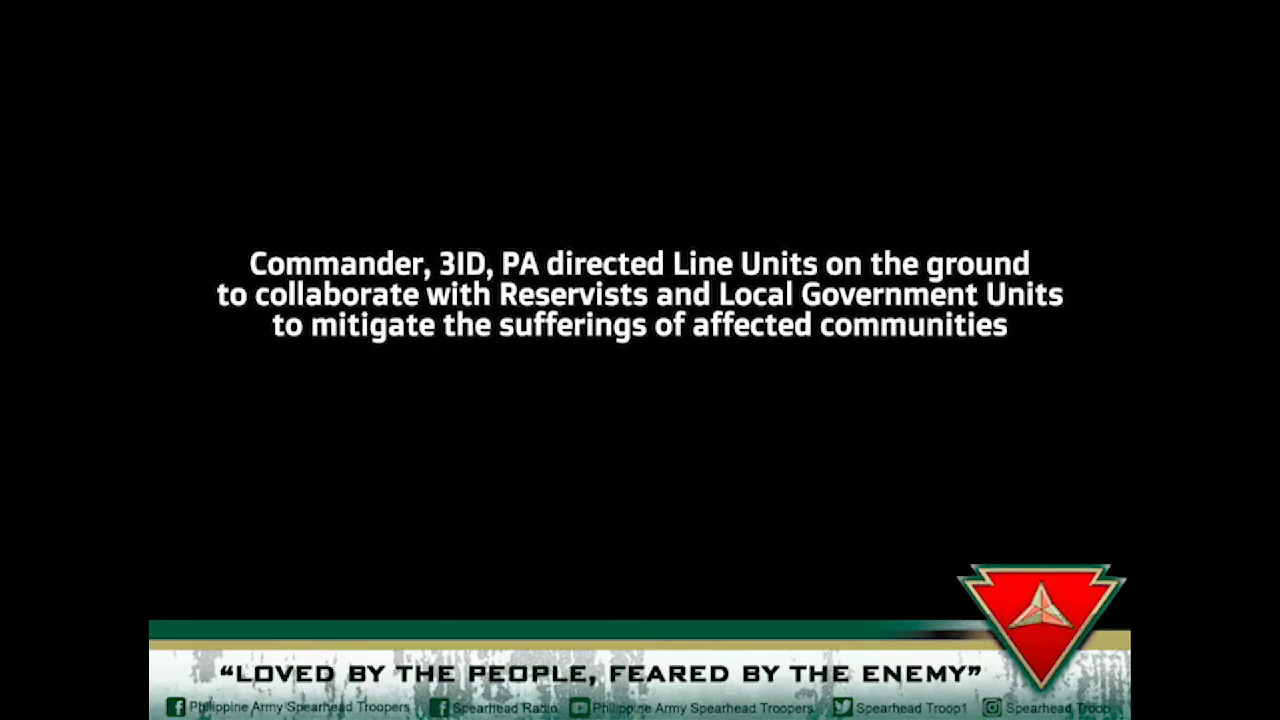 Commander, 3ID, PA directed Line Units on the ground
to collaborate with Reservists and Local Government Units
to mitigate the sufferings of affected communities
“LOVED BY THE PEOPLE, FEARED BY THE ENEMY”
Philippine Army Spearhead Troopers Spearhead Radio Philippine Army Spearhead Troopers Spearhead Troop1 Spearhead Troop